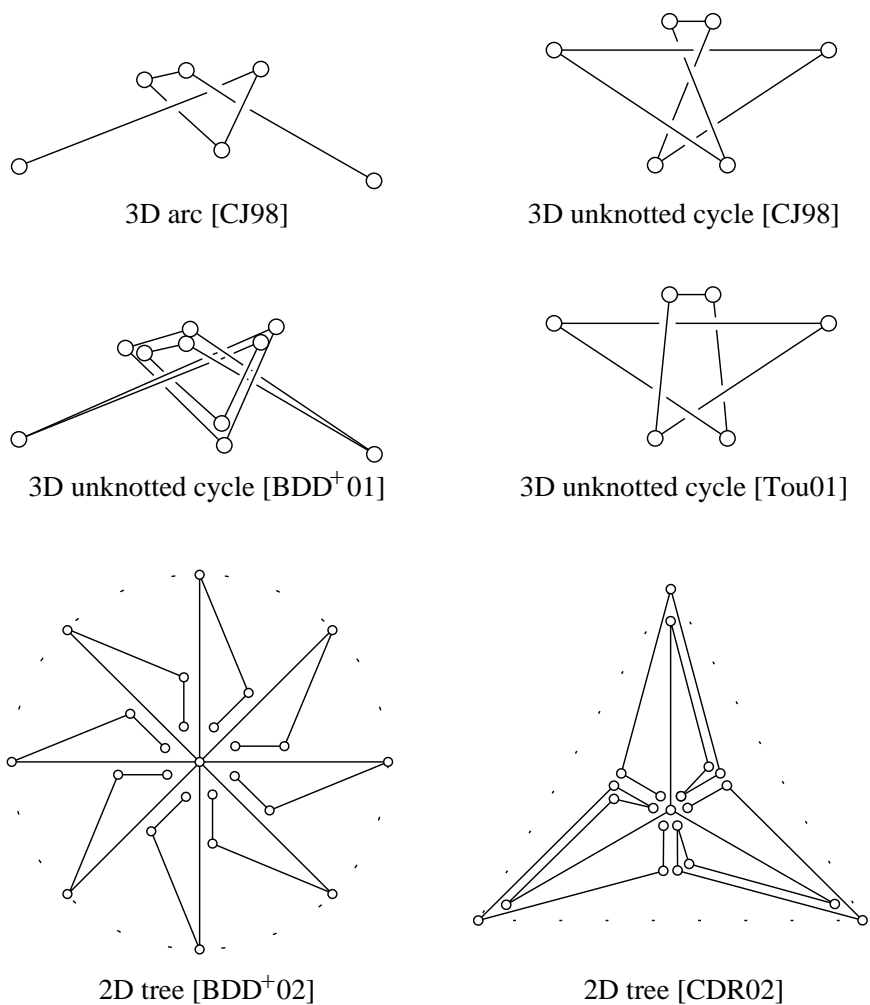 3D arc [CJ98]
3D unknotted cycle [CJ98]
3D unknotted cycle [BDD+01]
3D unknotted cycle [Tou01]
2D tree [BDD+02]
2D tree [CDR02]